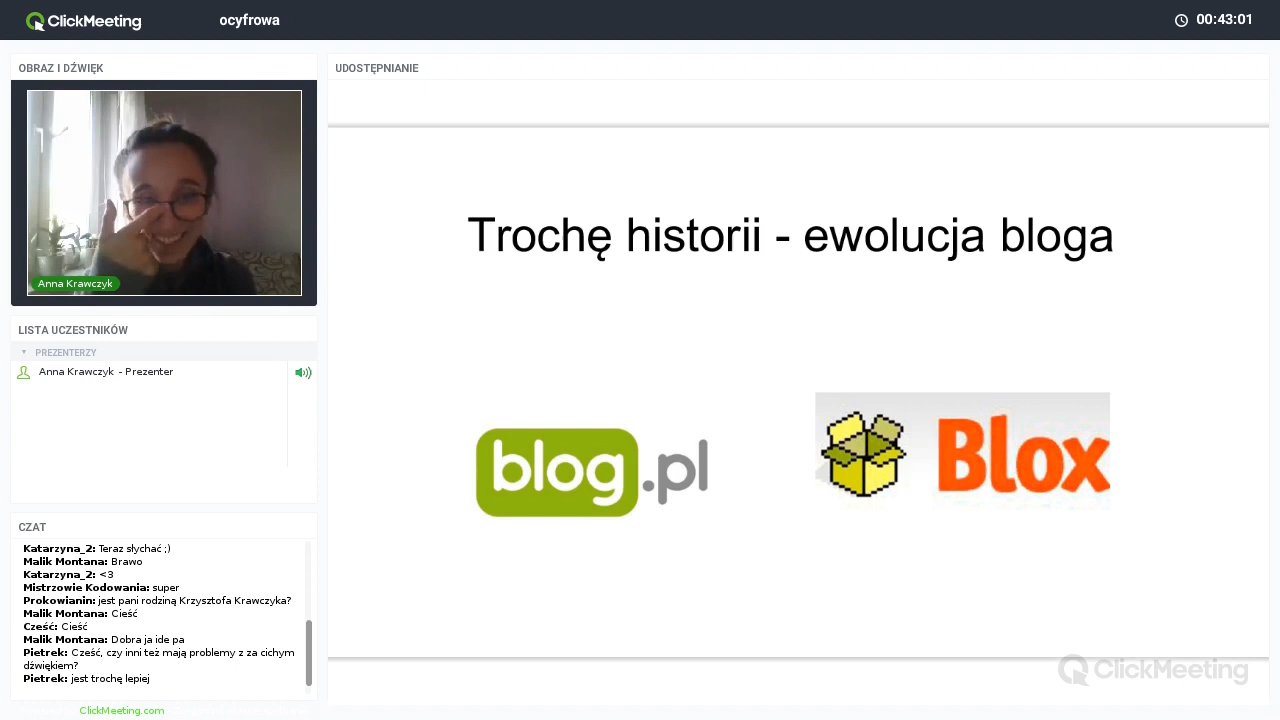 ClickMeeting
ocyfrowa
00:43:01
OBRAZ I DŹWIĘK
Anna Krawczyk
LISTA UCZESTNIKÓW
PREZENTERZY
Anna Krawczyk - Prezenter
CZAT
Katarzyna_2: Teraz słychać ;)
Malik Montana: Brawo
Katarzyna_2: <3
Mistrzowie Kodowania: super
Prokowianin: jest pani rodziną Krzysztofa Krawczyka?
Malik Montana: Cieść
Cześć: Cieść
Malik Montana: Dobra ja ide pa
Pietrek: Cześć, czy inni też mają problemy z za cichym
dźwiękiem?
Pietrek: jest trochę lepiej
ClickMeeting.com
UDOSTĘPNIANIE
Trochę historii - ewolucja bloga
blog.pl
Blox
ClickMeeting